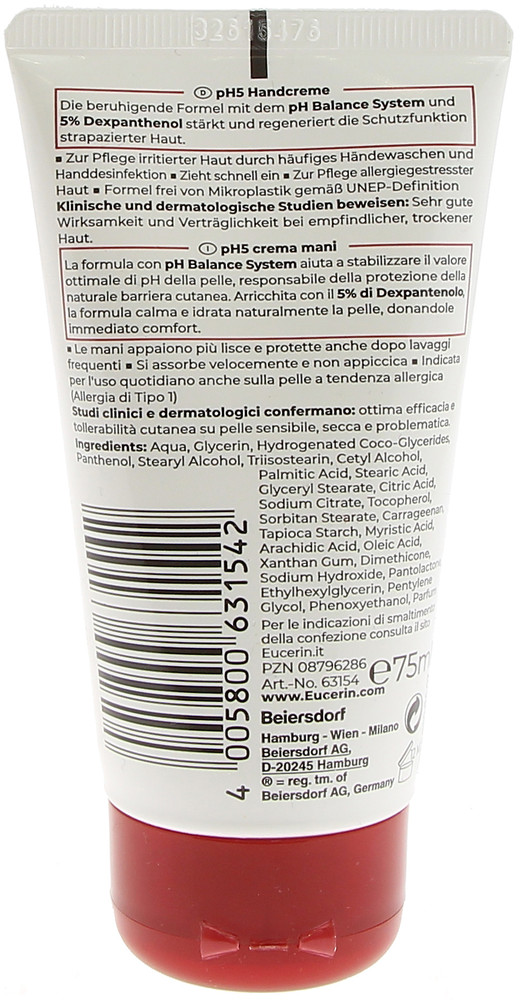 D pH5 Handcreme
Die beruhigende Formel mit dem pH Balance System und
5% Dexpanthenol stärkt und regeneriert die Schutzfunktion
strapazierter Haut.
▪ Zur Pflege irritierter Haut durch häufiges Händewaschen und
Handdesinfektion ▪ Zieht schnell ein ▪ Zur Pflege allergiegestresster
Haut ▪ Formel frei von Mikroplastik gemäß UNEP-Definition
Klinische und dermatologische Studien beweisen: Sehr gute
Wirksamkeit und Verträglichkeit bei empfindlicher, trockener
Haut.
I pH5 crema mani
La formula con pH Balance System aiuta a stabilizzare il valore
ottimale di pH della pelle, responsabile della protezione della
naturale barriera cutanea. Arricchita con il 5% di Dexpantenolo,
la formula calma e idrata naturalmente la pelle, donandole
immediato comfort.
▪ Le mani appaiono più lisce e protette anche dopo lavaggi
frequenti ▪ Si assorbe velocemente e non appiccica ▪ Indicata
per l'uso quotidiano anche sulla pelle a tendenza allergica
(Allergia di Tipo 1)
Studi clinici e dermatologici confermano: ottima efficacia e
tollerabilità cutanea su pelle sensibile, secca e problematica.
Ingredients: Aqua, Glycerin, Hydrogenated Coco-Glycerides,
Panthenol, Stearyl Alcohol, Triisostearin, Cetyl Alcohol,
Palmitic Acid, Stearic Acid,
Glyceryl Stearate, Citric Acid,
Sodium Citrate, Tocopherol,
Sorbitan Stearate, Carrageenan,
Tapioca Starch, Myristic Acid,
Arachidic Acid, Oleic Acid,
Xanthan Gum, Dimethicone,
Sodium Hydroxide, Pantolactone,
Ethylhexylglycerin, Pentylene
Glycol, Phenoxyethanol, Parfum
Per le indicazioni di smaltimento
della confezione consulta il sito
Eucerin.it
PZN 08796286
Art.-No. 63154
℮75m
www.Eucerin.com
Beiersdorf
Hamburg - Wien - Milano
Beiersdorf AG,
D-20245 Hamburg
® = reg. tm. of
Beiersdorf AG, Germany
4 005800 631542